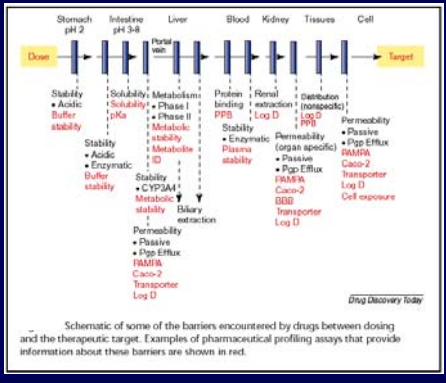 Stomach
pH 2
Intestine
pH 3-8
Liver
Blood
Kidney
Tissues
Cell
Portal
vein
Dose
Target
Stability
• Acidic
Buffer
stability
Stability
• Acidic
• Enzymatic
Buffer
stability
Solubility
Solubility
pKa
Stability
• CYP3A4
Metabolic
stability
Permeability
• Passive
• Pgp Efflux
PAMPA
Caco-2
Transporter
Log D
Metabolism
• Phase I
• Phase II
Metabolic
stability
Metabolite
ID
Biliary
extraction
Protein
binding
PPB
Stability
• Enzymatic
Plasma
stability
Renal
extraction
Log D
Permeability
(organ specific)
• Passive
• Pgp Efflux
PAMPA
Caco-2
BBB
Transporter
Log D
Distribution
(nonspecific)
Log D
PPB
Permeability
• Passive
• Pgp Efflux
PAMPA
Caco-2
Transporter
Log D
Cell exposure
Drug Discovery Today
Schematic of some of the barriers encountered by drugs between dosing
and the therapeutic target. Examples of pharmaceutical profiling assays that provide
information about these barriers are shown in red.